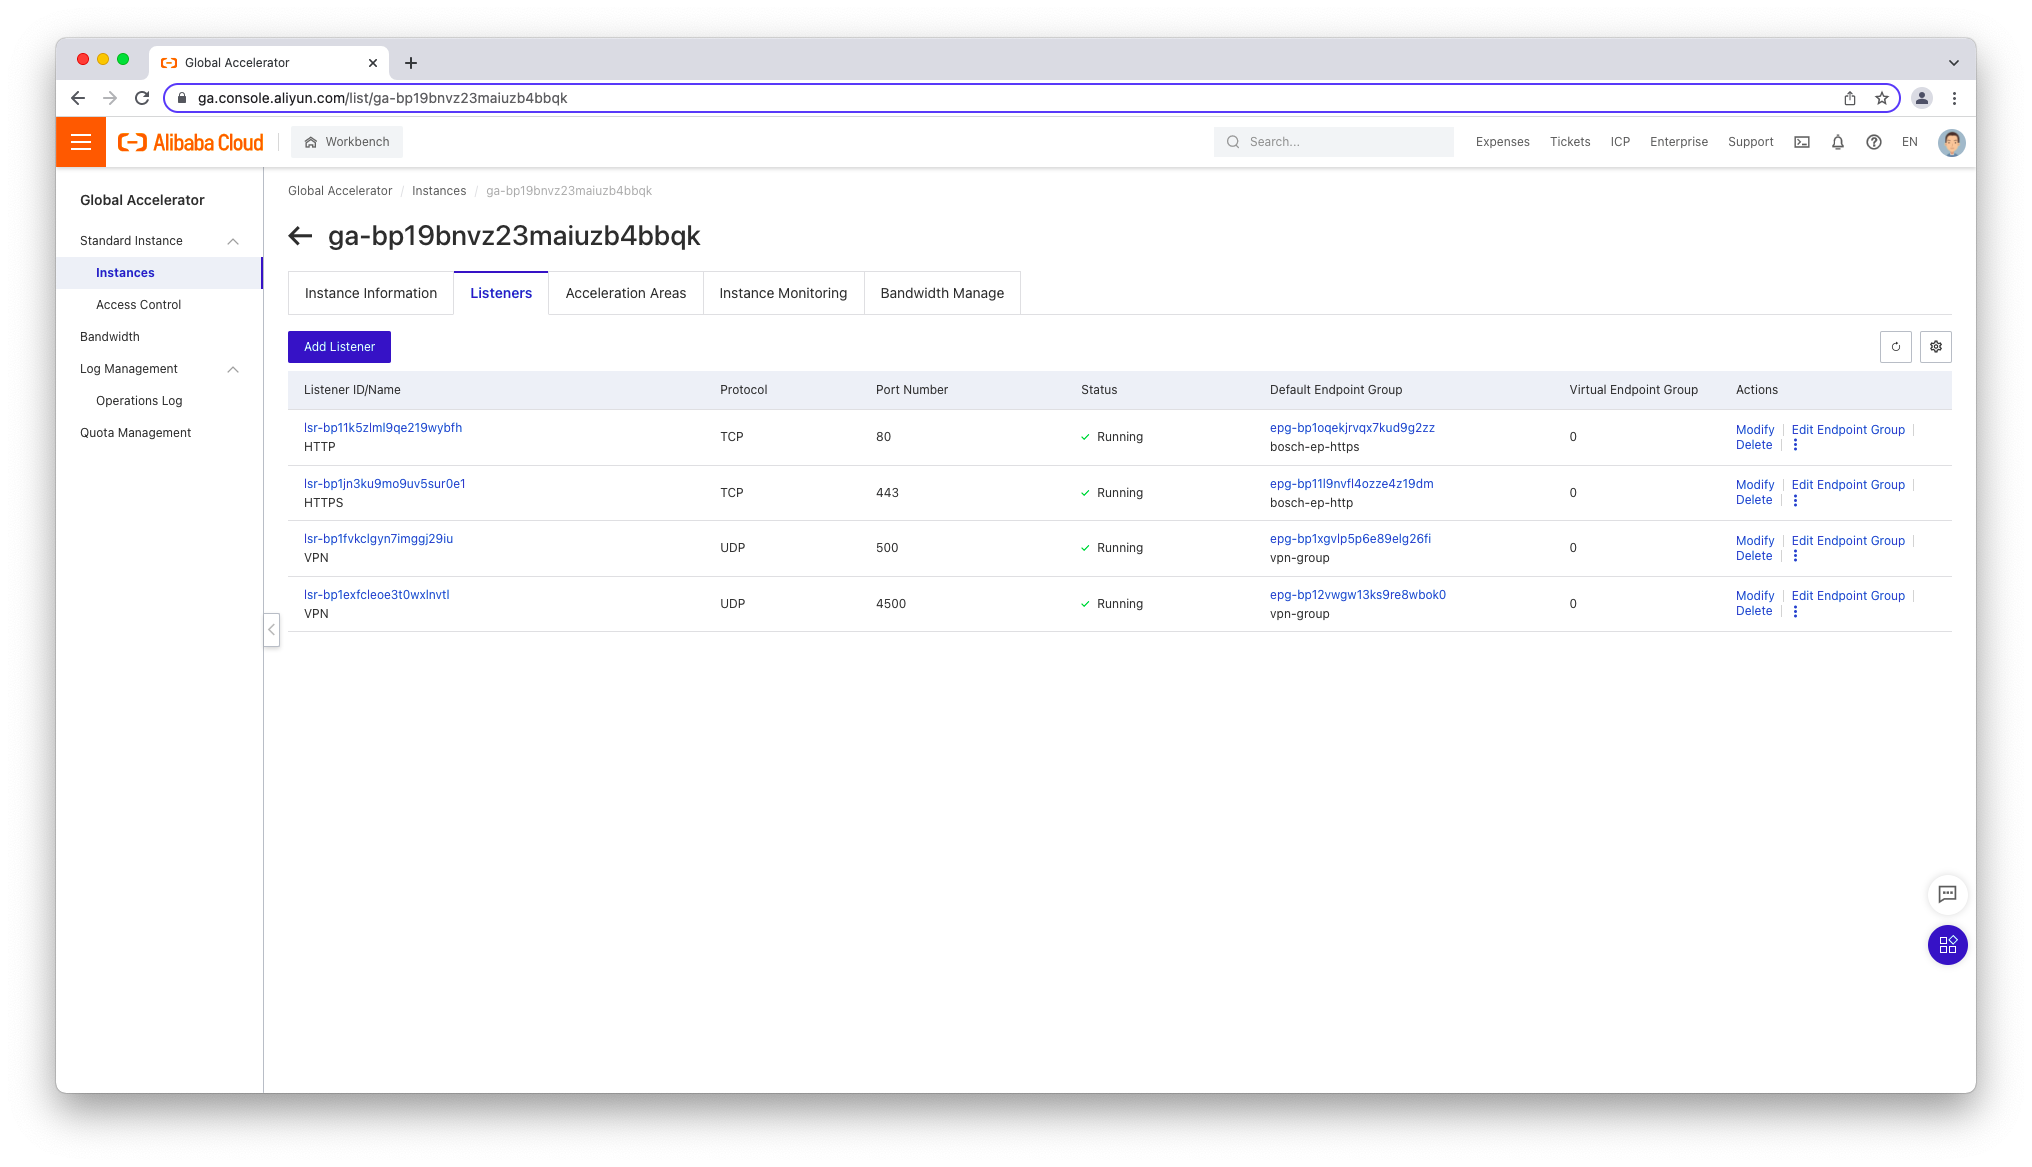 Global Accelerator
ga.console.aliyun.com/list/ga-bp19bnvz23maiuzb4bbqk
Alibaba Cloud
Workbench
Search...
Expenses
Tickets
ICP
Enterprise
Support
EN
Global Accelerator
Standard Instance
Instances
Access Control
Bandwidth
Log Management
Operations Log
Quota Management
Global Accelerator / Instances / ga-bp19bnvz23maiuzb4bbqk
ga-bp19bnvz23maiuzb4bbqk
Instance Information
Listeners
Acceleration Areas
Instance Monitoring
Bandwidth Manage
Add Listener
Listener ID/Name Protocol Port Number Status Default Endpoint Group Virtual Endpoint Group Actions
lsr-bp11k5zlml9qe219wybfh
HTTP
TCP
80
Running
epg-bp1oqekjrvqx7kud9g2zz
bosch-ep-https
0
Modify Edit Endpoint Group
Delete
lsr-bp1jn3ku9mo9uv5sur0e1
HTTPS
TCP
443
Running
epg-bp11l9nvfl4ozze4z19dm
bosch-ep-http
0
Modify Edit Endpoint Group
Delete
lsr-bp1fvkclgyn7imggj29iu
VPN
UDP
500
Running
epg-bp1xgvlp5p6e89elg26fi
vpn-group
0
Modify Edit Endpoint Group
Delete
lsr-bp1exfcleoe3t0wxlnvtl
VPN
UDP
4500
Running
epg-bp12vwgw13ks9re8wbok0
vpn-group
0
Modify Edit Endpoint Group
Delete